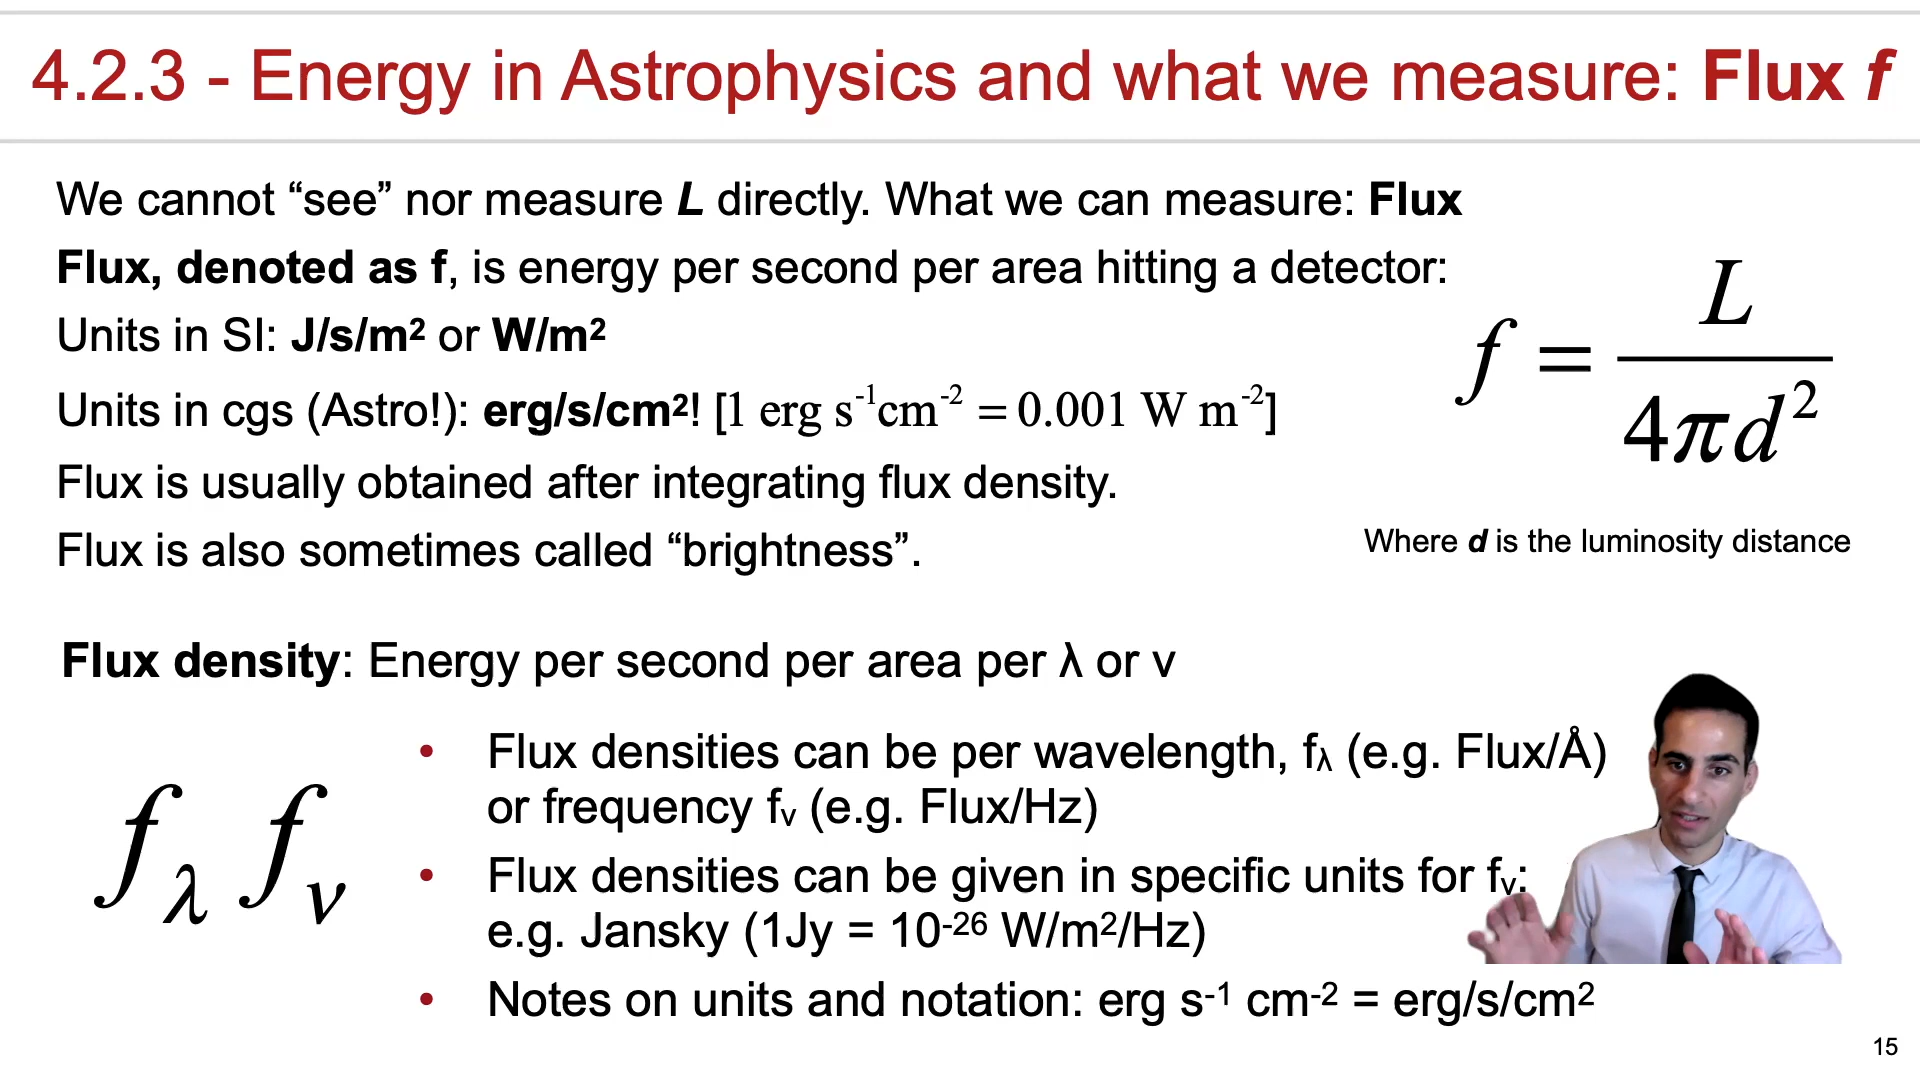 4.2.3 - Energy in Astrophysics and what we measure: Flux f
We cannot “see” nor measure L directly. What we can measure: Flux
Flux, denoted as f, is energy per second per area hitting a detector:
Units in SI: J/s/m² or W/m²
Units in cgs (Astro!): erg/s/cm²! [1 erg s⁻¹cm⁻² = 0.001 W m⁻²]
Flux is usually obtained after integrating flux density.
Flux is also sometimes called “brightness”.
f = L / 4πd²
Where d is the luminosity distance
Flux density: Energy per second per area per λ or ν
f_λ f_ν
• Flux densities can be per wavelength, f_λ (e.g. Flux/Å)
or frequency f_ν (e.g. Flux/Hz)
• Flux densities can be given in specific units for f_ν:
e.g. Jansky (1Jy = 10⁻²⁶ W/m²/Hz)
• Notes on units and notation: erg s⁻¹ cm⁻² = erg/s/cm²
15